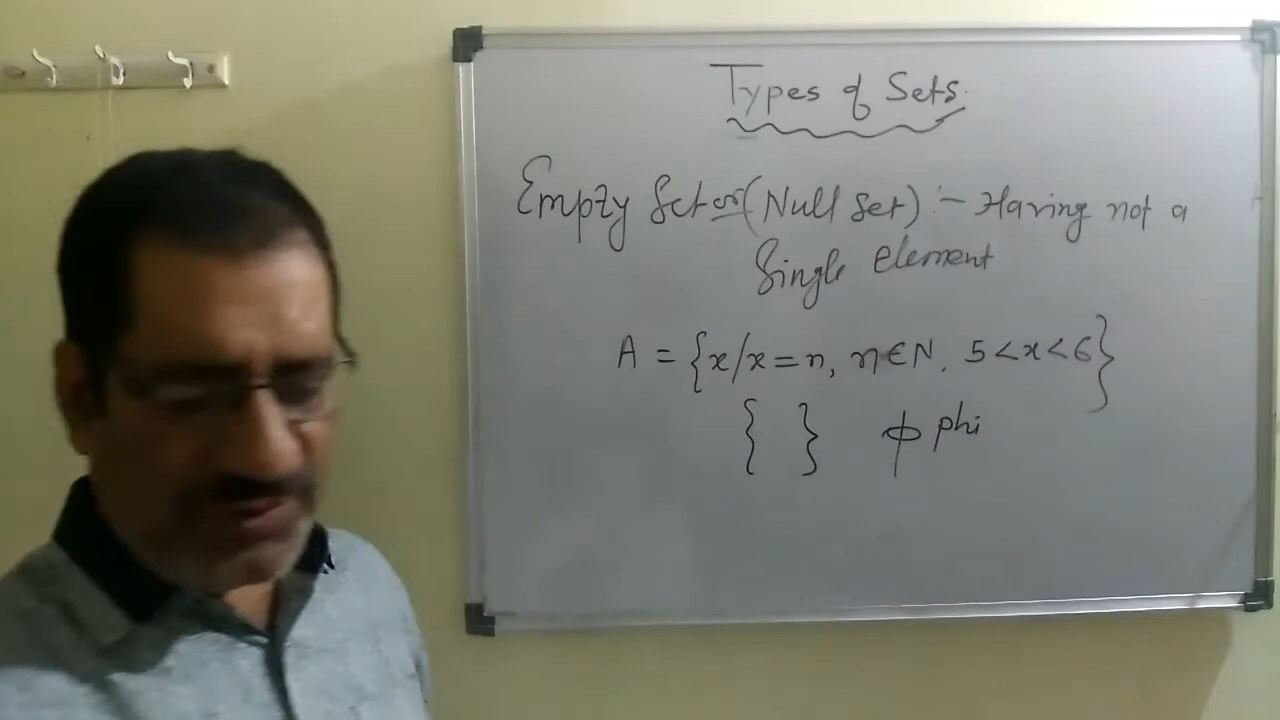 Types of Sets.
Empty Set or (Null Set) :- Having not a
Single element
A = {x/x=n, n∈N, 5<x<6}
{ } ϕ phi